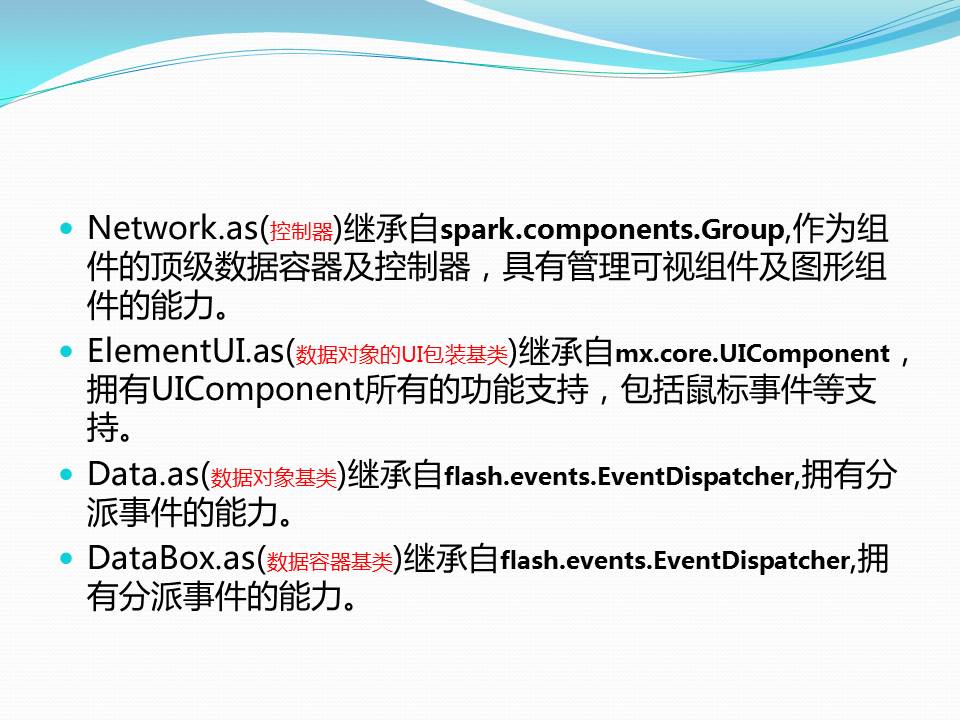 Network.as(控制器)继承自spark.components.Group,作为组
件的顶级数据容器及控制器，具有管理可视组件及图形组
件的能力。
ElementUI.as(数据对象的UI包装基类)继承自mx.core.UIComponent，
拥有UIComponent所有的功能支持，包括鼠标事件等支
持。
Data.as(数据对象基类)继承自flash.events.EventDispatcher,拥有分
派事件的能力。
DataBox.as(数据容器基类)继承自flash.events.EventDispatcher,拥
有分派事件的能力。